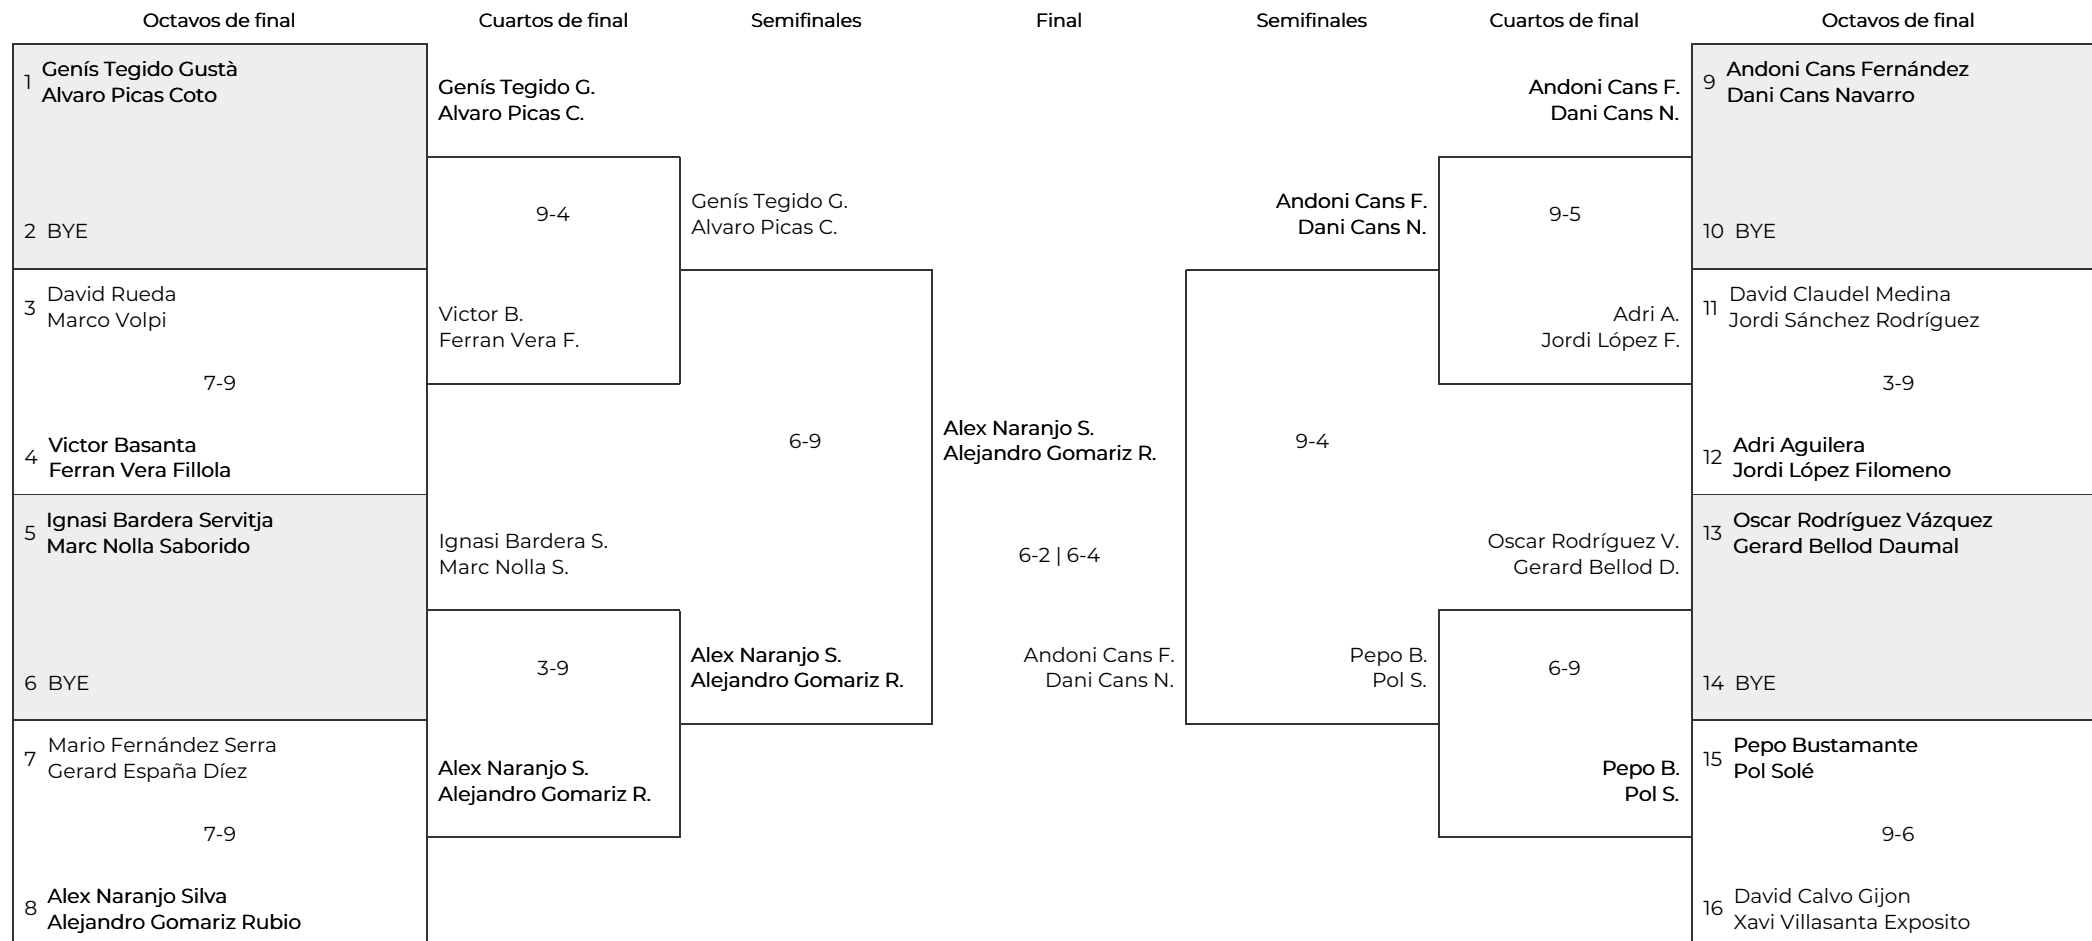 Octavos de final
Cuartos de final
Semifinales
Final
Semifinales
Cuartos de final
Octavos de final
1
Genís Tegido Gustà
Alvaro Picas Coto
2 BYE
3
David Rueda
Marco Volpi
7-9
4
Victor Basanta
Ferran Vera Fillola
5
Ignasi Bardera Servitja
Marc Nolla Saborido
6 BYE
7
Mario Fernández Serra
Gerard España Díez
7-9
8
Alex Naranjo Silva
Alejandro Gomariz Rubio
Genís Tegido G.
Alvaro Picas C.
9-4
Victor B.
Ferran Vera F.
Ignasi Bardera S.
Marc Nolla S.
3-9
Alex Naranjo S.
Alejandro Gomariz R.
Genís Tegido G.
Alvaro Picas C.
6-9
Alex Naranjo S.
Alejandro Gomariz R.
Alex Naranjo S.
Alejandro Gomariz R.
6-2 | 6-4
Andoni Cans F.
Dani Cans N.
Andoni Cans F.
Dani Cans N.
9-4
Pepo B.
Pol S.
Andoni Cans F.
Dani Cans N.
9-5
Adri A.
Jordi López F.
Oscar Rodríguez V.
Gerard Bellod D.
6-9
Pepo B.
Pol S.
9
Andoni Cans Fernández
Dani Cans Navarro
10 BYE
11
David Claudel Medina
Jordi Sánchez Rodríguez
3-9
12
Adri Aguilera
Jordi López Filomeno
13
Oscar Rodríguez Vázquez
Gerard Bellod Daumal
14 BYE
15
Pepo Bustamante
Pol Solé
9-6
16
David Calvo Gijon
Xavi Villasanta Exposito